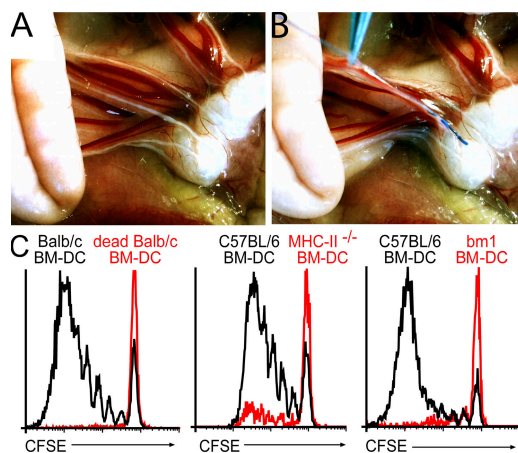 A
B
C
Balb/c
BM-DC
dead Balb/c
BM-DC
C57BL/6
BM-DC
MHC-II -/-
BM-DC
C57BL/6
BM-DC
bm1
BM-DC
CFSE
CFSE
CFSE